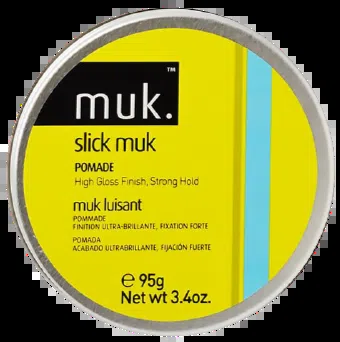 muk.™
slick muk
POMADE
High Gloss Finish, Strong Hold
muk luisant
POMMADE
FINITION ULTRA-BRILLANTE, FIXATION FORTE
POMADA
ACABADO ULTRABRILLANTE, FIJACIÓN FUERTE
℮ 95g
Net wt 3.4oz.